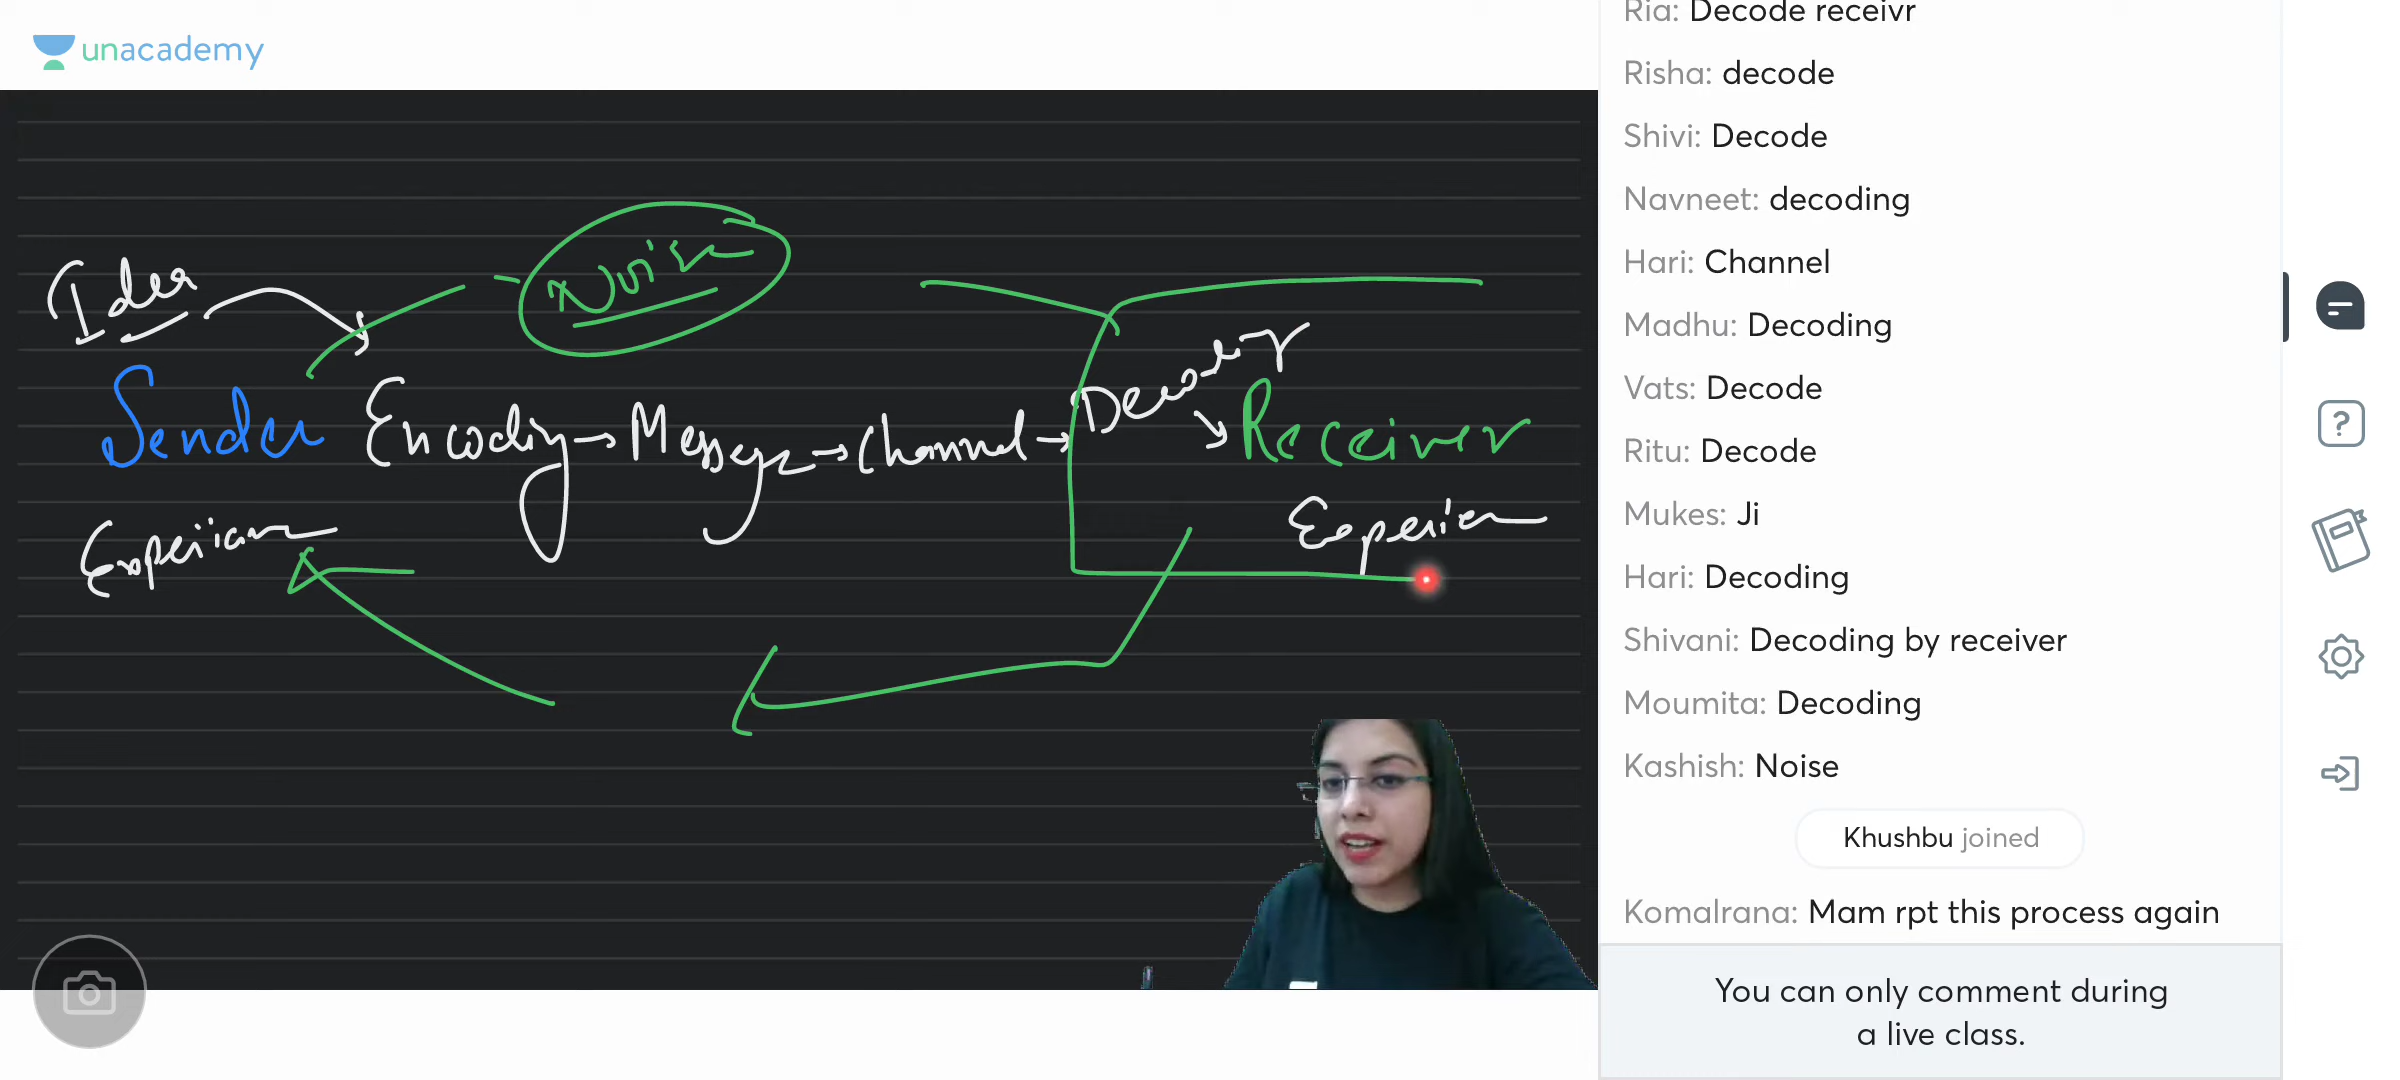 unacademy
Noise
Idea
Sender Encoding → Message → Channel → Decoding → Receiver
Experience
Ria: Decode receivr
Risha: decode
Shivi: Decode
Navneet: decoding
Hari: Channel
Madhu: Decoding
Vats: Decode
Ritu: Decode
Mukes: Ji
Hari: Decoding
Shivani: Decoding by receiver
Moumita: Decoding
Kashish: Noise
Khushbu joined
Komalrana: Mam rpt this process again
You can only comment during
a live class.
?